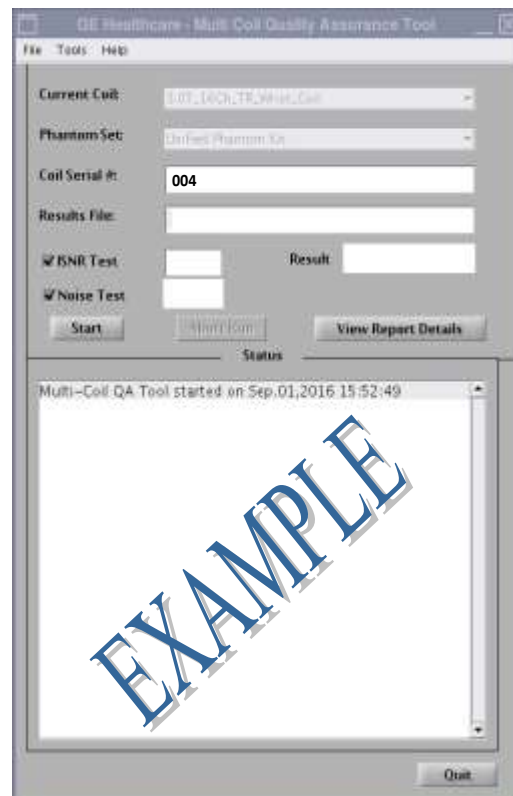 GE Healthcare - Multi Coil Quality Assurance Tool
File Tools Help
Current Coil:
3.0T_16Ch_TR_Wrist_Coil
Phantom Set:
Unified Phantom Kit
Coil Serial #:
004
Results File:
ISNR Test
Result
Noise Test
Start
View Report Details
Status
Multi-Coil QA Tool started on Sep.01,2016 15:52:49
EXAMPLE
Quit